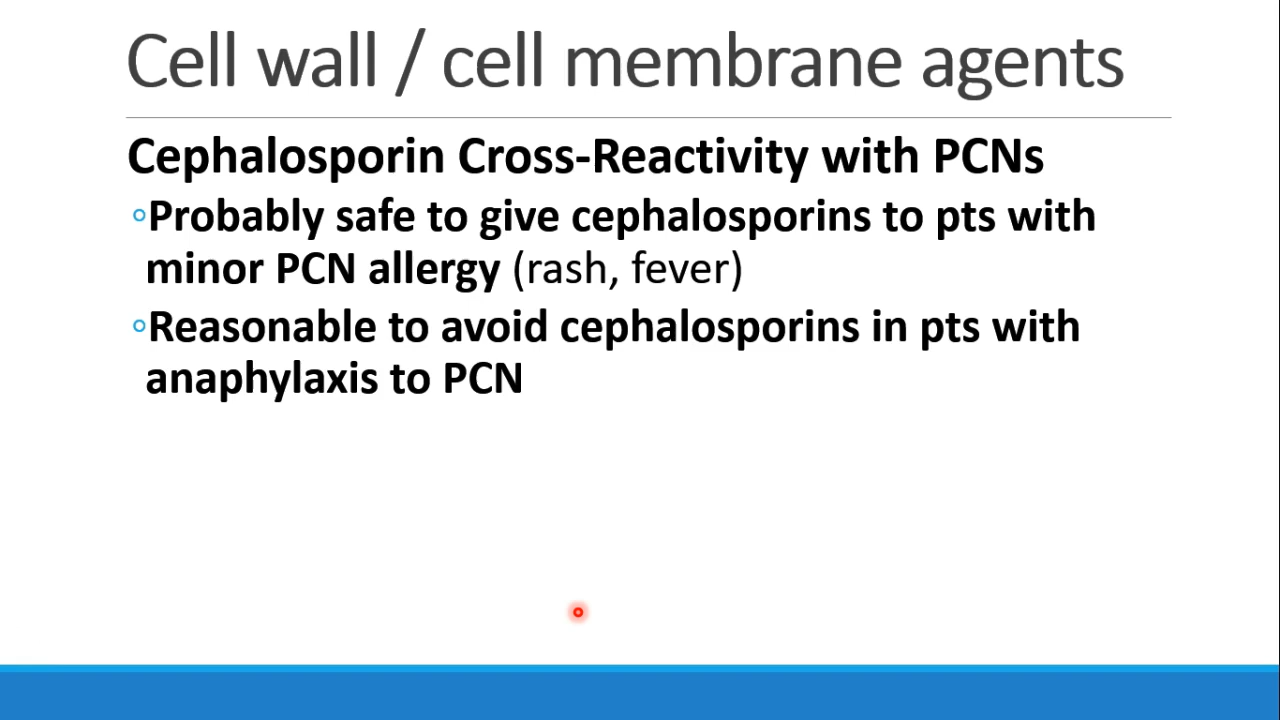 Cell wall / cell membrane agents
Cephalosporin Cross-Reactivity with PCNs
◦Probably safe to give cephalosporins to pts with
minor PCN allergy (rash, fever)
◦Reasonable to avoid cephalosporins in pts with
anaphylaxis to PCN